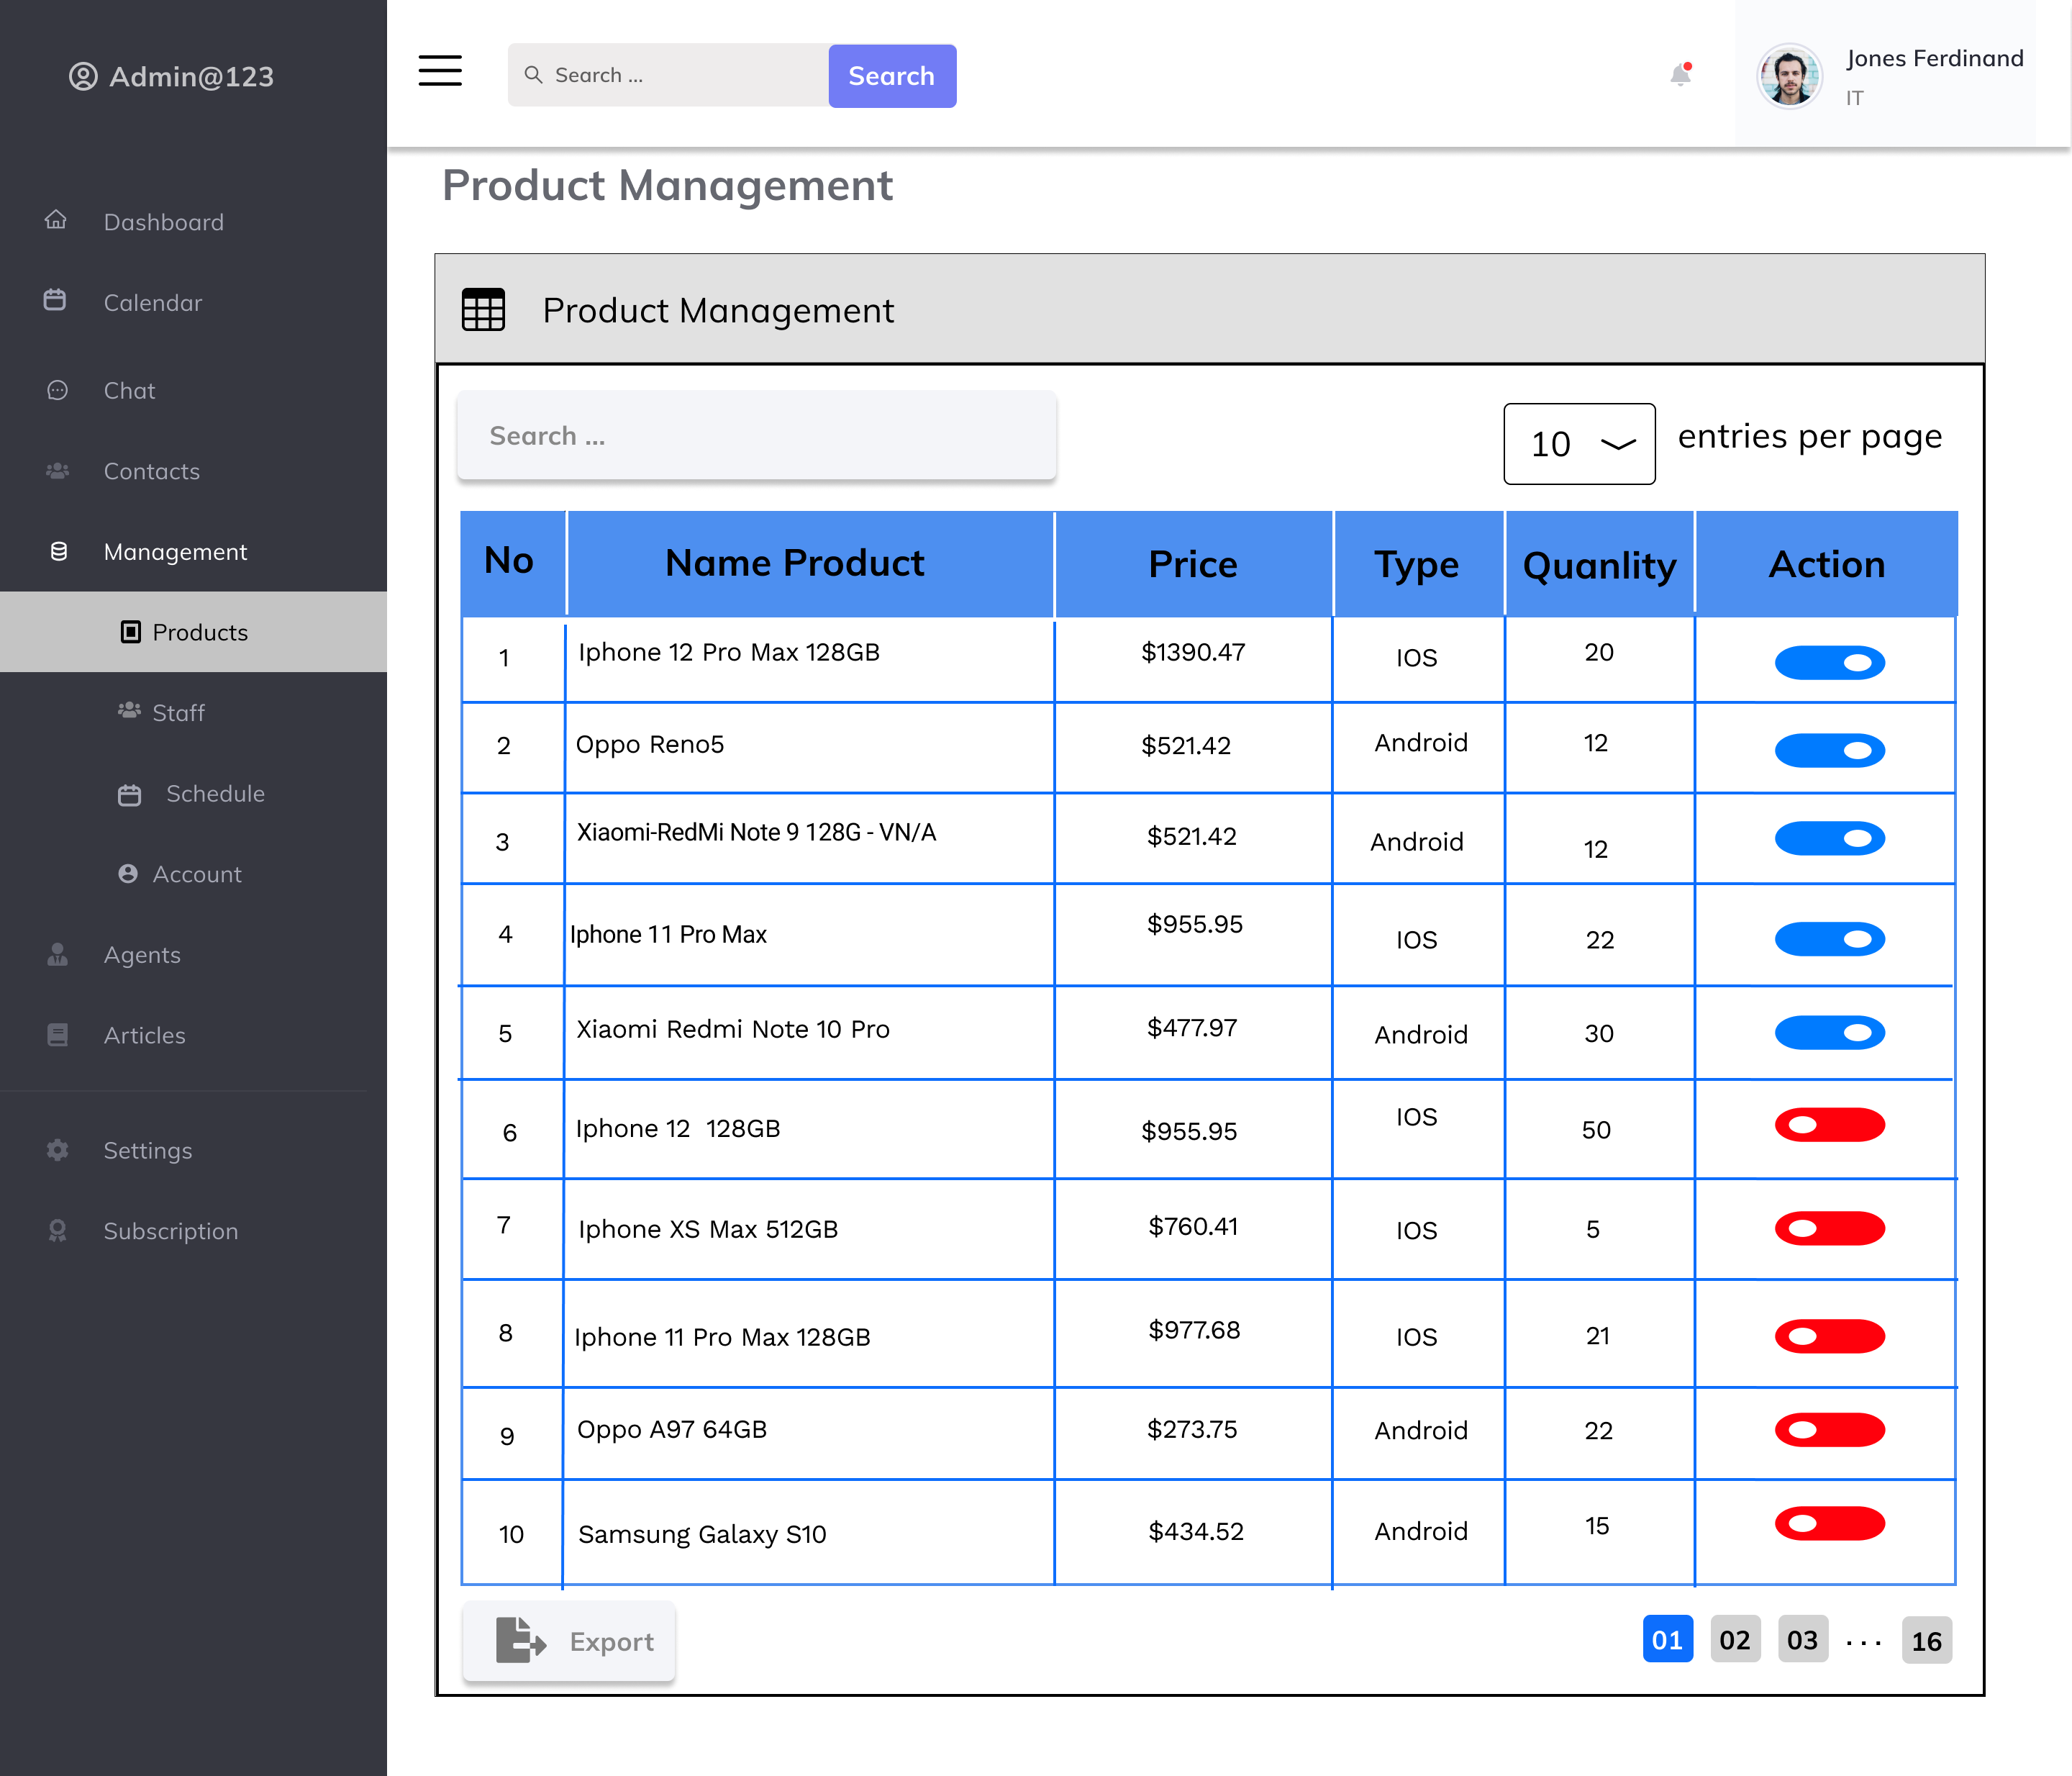 Admin@123
Search ...
Search
Jones Ferdinand
IT
Dashboard
Calendar
Chat
Contacts
Management
Products
Staff
Schedule
Account
Agents
Articles
Settings
Subscription
Product Management
Product Management
Search ...
10
entries per page
No Name Product Price Type Quanlity Action
1 Iphone 12 Pro Max 128GB $1390.47 IOS 20
2 Oppo Reno5 $521.42 Android 12
3 Xiaomi-RedMi Note 9 128G - VN/A $521.42 Android 12
4 Iphone 11 Pro Max $955.95 IOS 22
5 Xiaomi Redmi Note 10 Pro $477.97 Android 30
6 Iphone 12 128GB $955.95 IOS 50
7 Iphone XS Max 512GB $760.41 IOS 5
8 Iphone 11 Pro Max 128GB $977.68 IOS 21
9 Oppo A97 64GB $273.75 Android 22
10 Samsung Galaxy S10 $434.52 Android 15
Export
01 02 03 ... 16